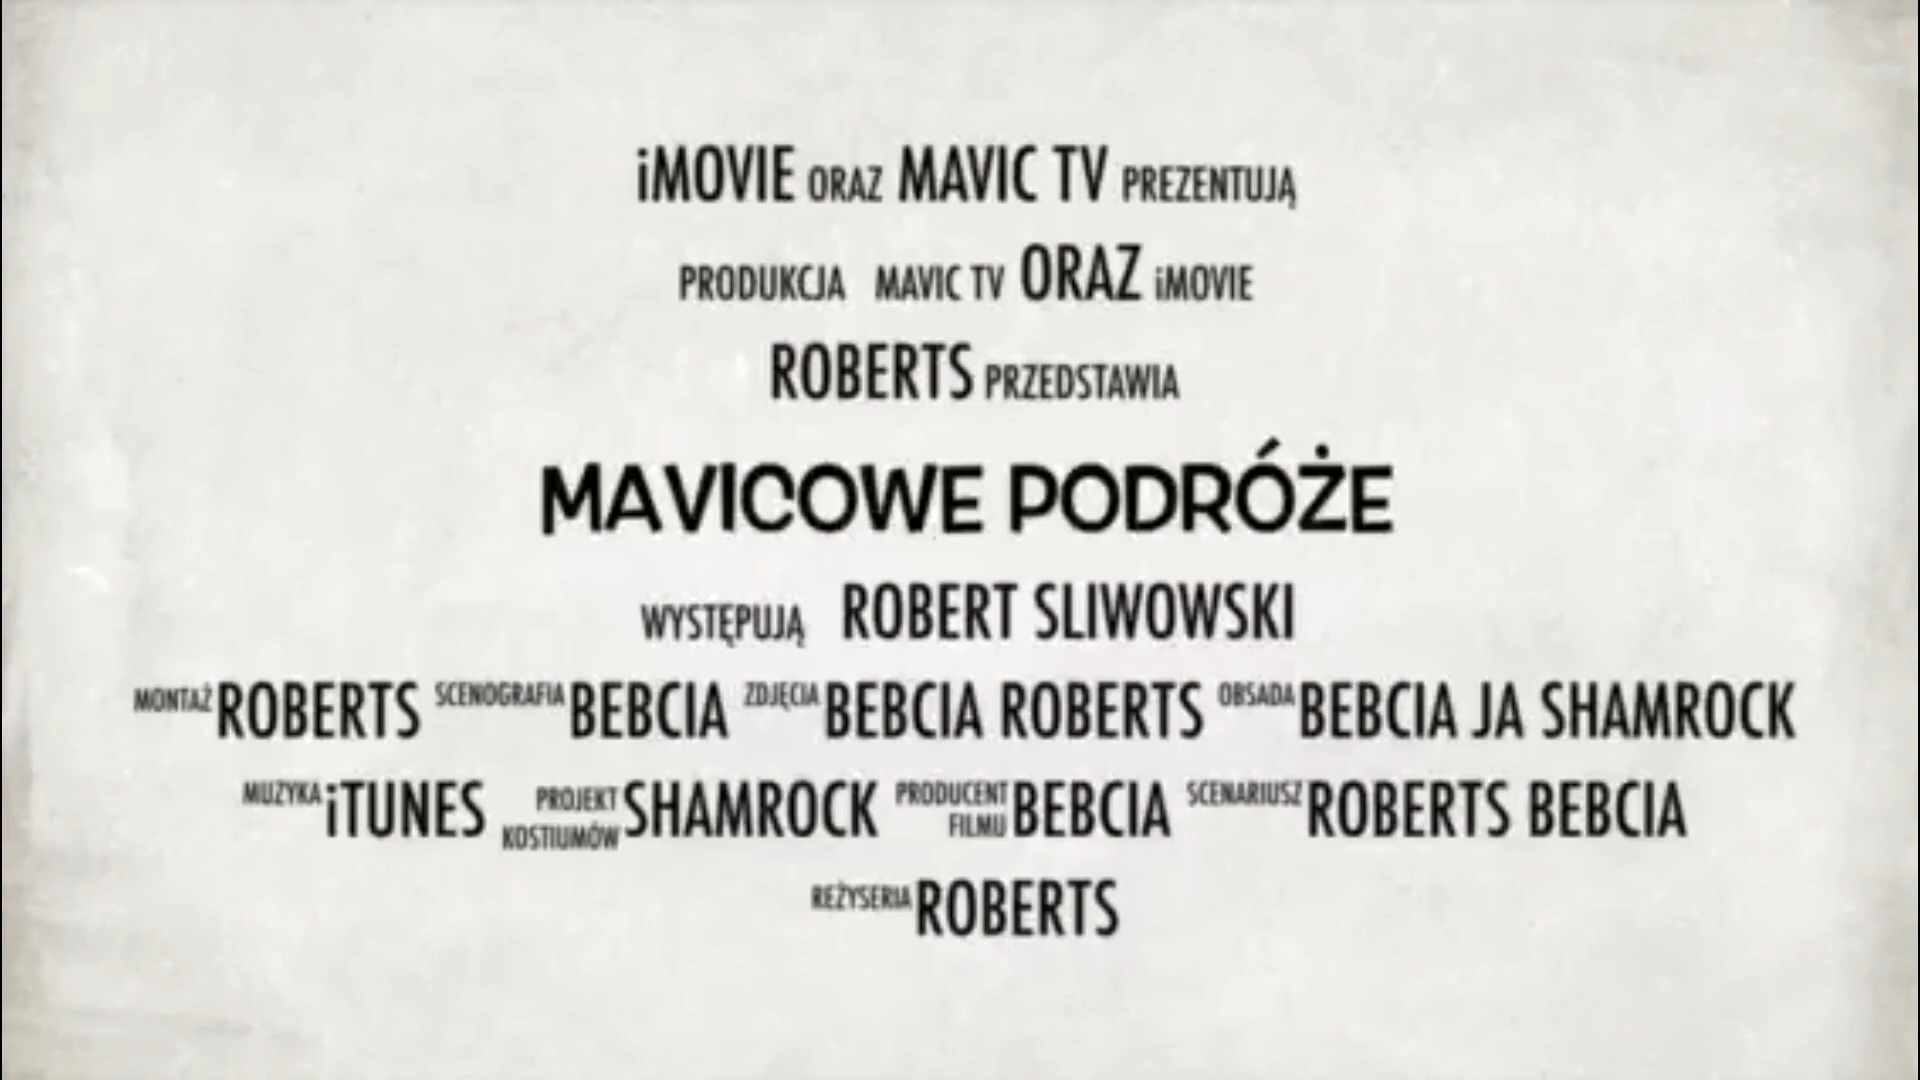 iMOVIE ORAZ MAVIC TV PREZENTUJĄ
PRODUKCJA MAVIC TV ORAZ iMOVIE
ROBERTS PRZEDSTAWIA
MAVICOWE PODRÓŻE
WYSTĘPUJĄ ROBERT SLIWOWSKI
MONTAŻ ROBERTS SCENOGRAFIA BEBCIA ZDJĘCIA BEBCIA ROBERTS OBSADA BEBCIA JA SHAMROCK
MUZYKA iTUNES PROJEKT KOSTIUMÓW SHAMROCK PRODUCENT FILMU BEBCIA SCENARIUSZ ROBERTS BEBCIA
REŻYSERIA ROBERTS